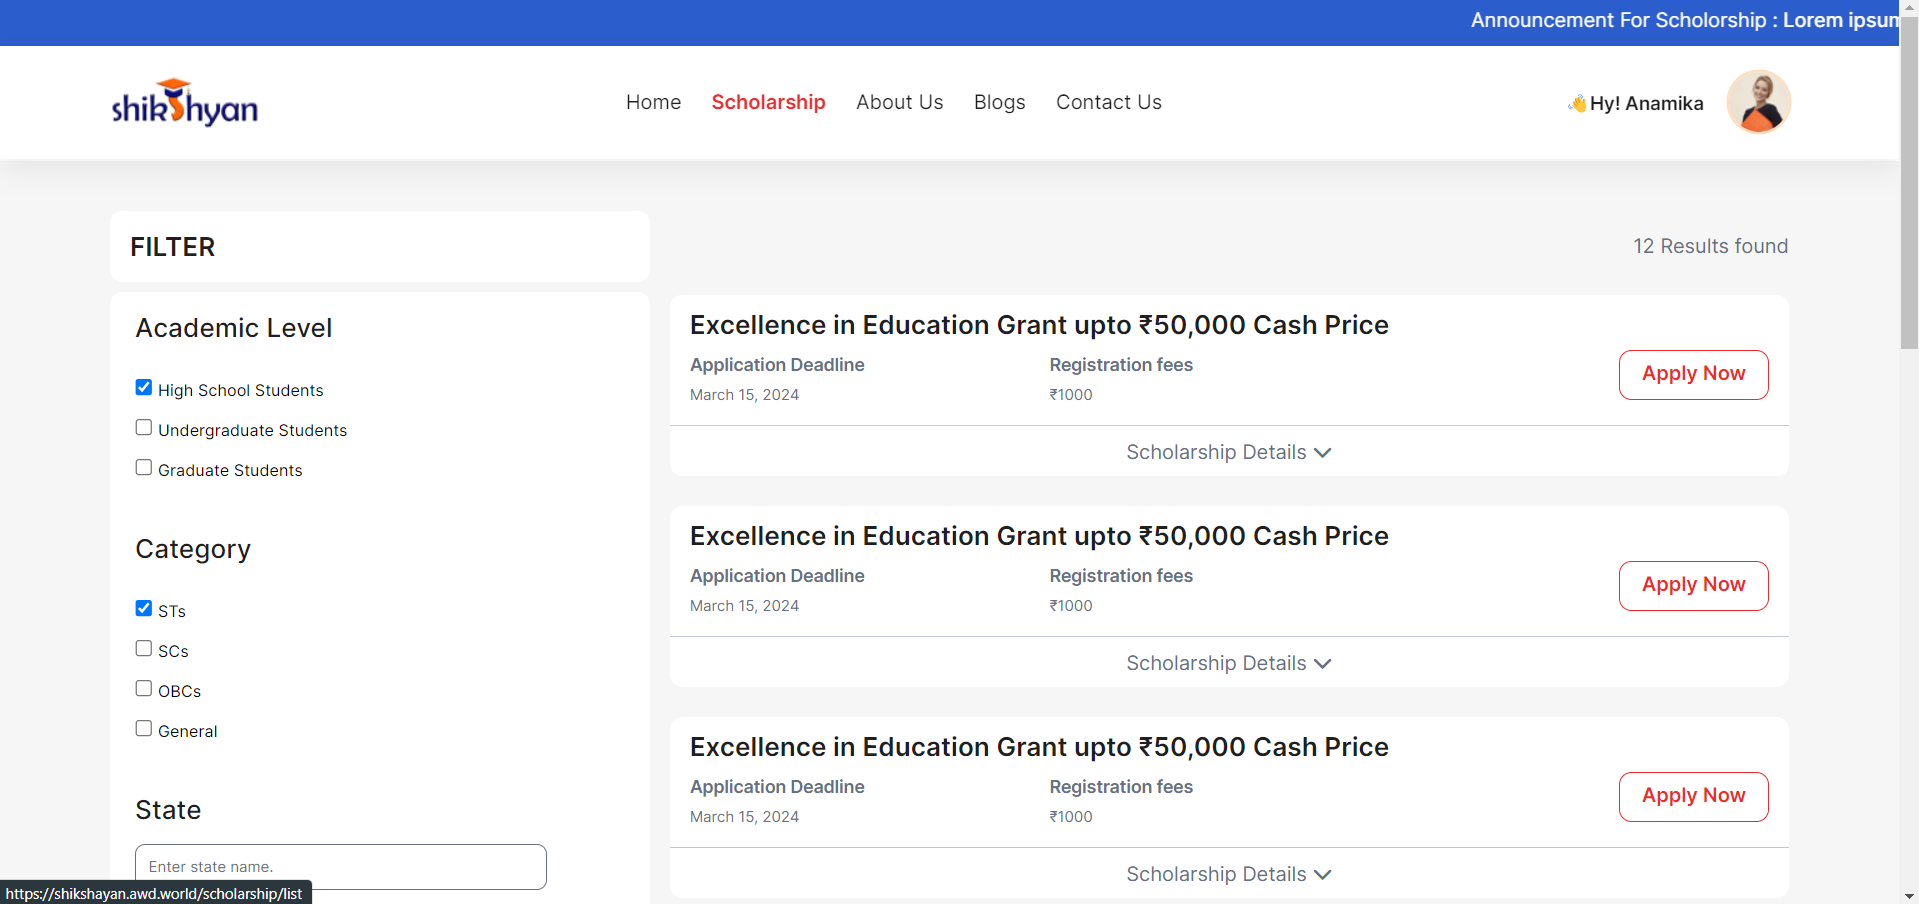 Announcement For Scholorship : Lorem ipsum
shikshyan
Home Scholarship About Us Blogs Contact Us
👋Hy! Anamika
FILTER
12 Results found
Academic Level
High School Students
Undergraduate Students
Graduate Students
Category
STs
SCs
OBCs
General
State
Enter state name.
Excellence in Education Grant upto ₹50,000 Cash Price
Application Deadline Registration fees
March 15, 2024 ₹1000
Apply Now
Scholarship Details
Excellence in Education Grant upto ₹50,000 Cash Price
Application Deadline Registration fees
March 15, 2024 ₹1000
Apply Now
Scholarship Details
Excellence in Education Grant upto ₹50,000 Cash Price
Application Deadline Registration fees
March 15, 2024 ₹1000
Apply Now
Scholarship Details
https://shikshayan.awd.world/scholarship/list